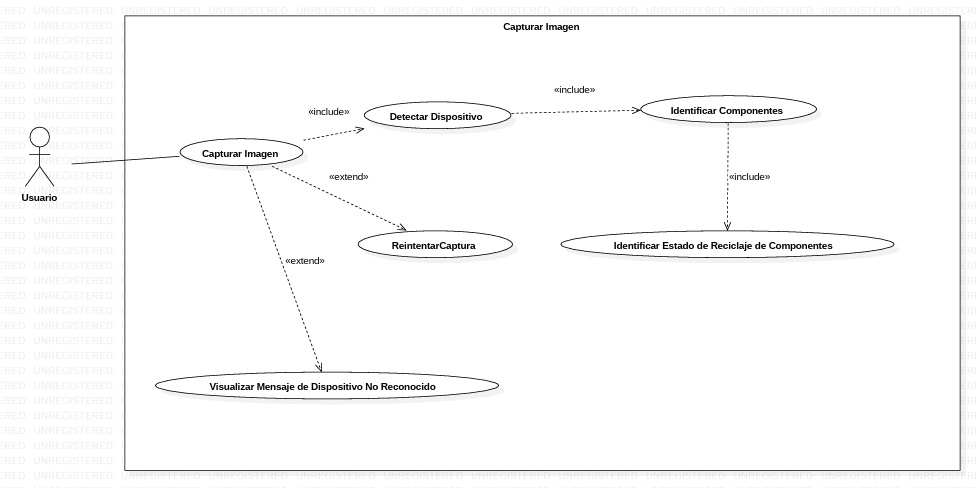 Capturar Imagen
«include»
Detectar Dispositivo
«include»
Identificar Componentes
Capturar Imagen
«extend»
«include»
Usuario
ReintentarCaptura
Identificar Estado de Reciclaje de Componentes
«extend»
Visualizar Mensaje de Dispositivo No Reconocido
UNREGISTERED